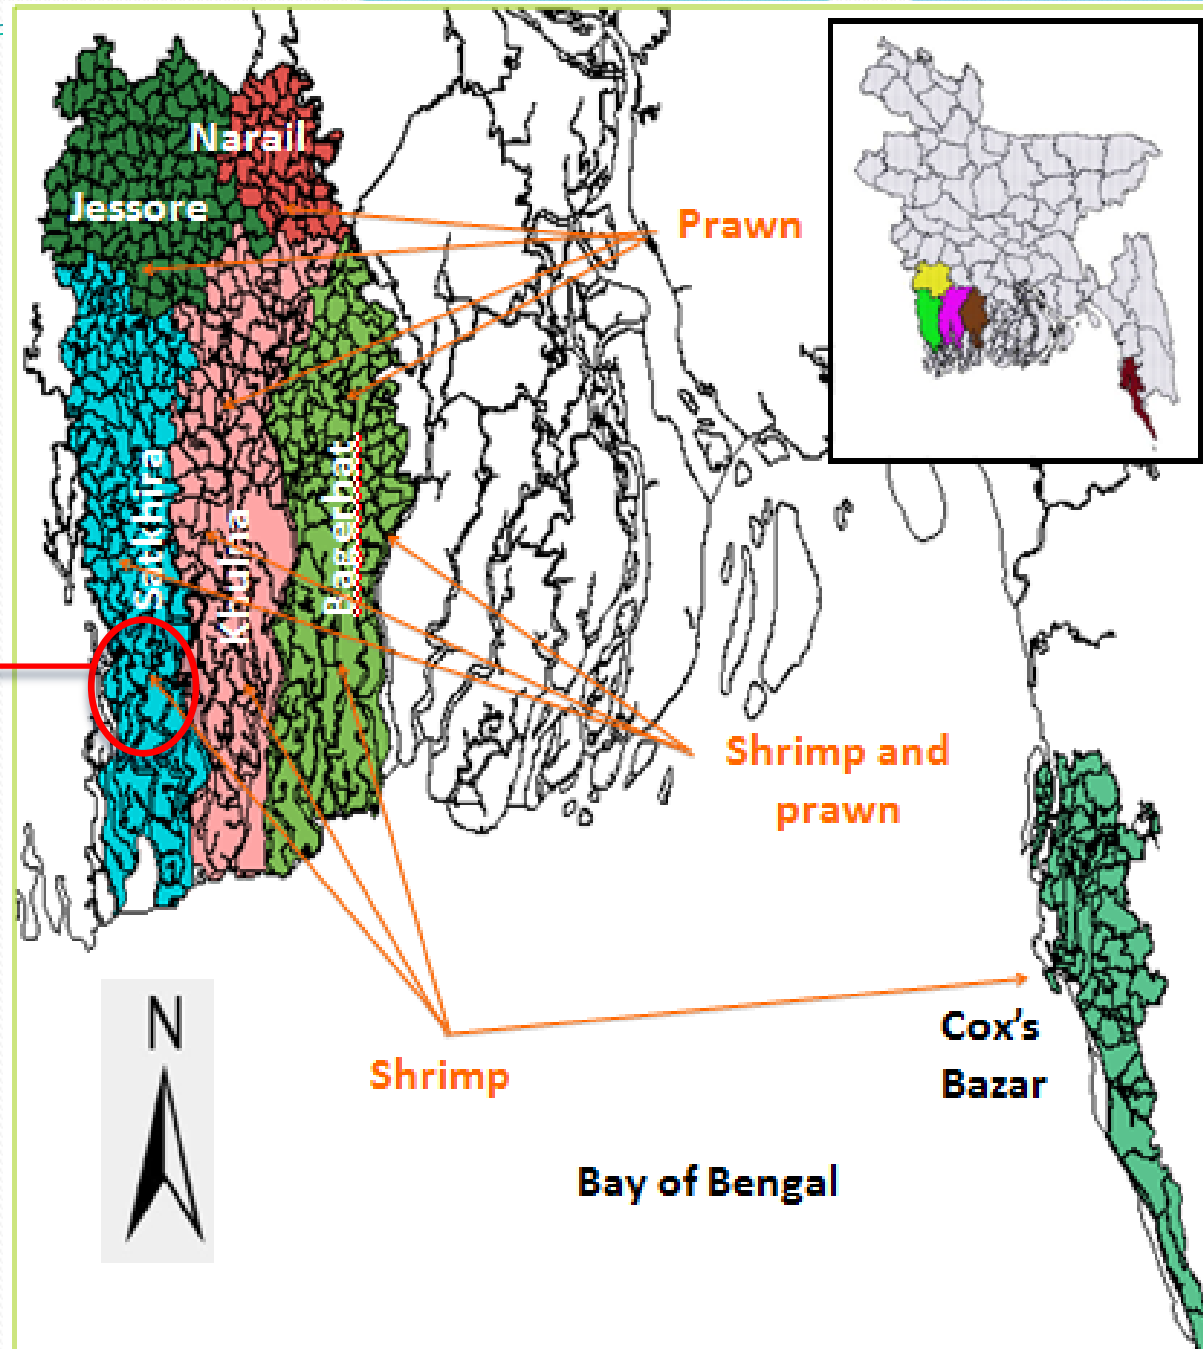 Narail
Jessore
Prawn
Satkhira
Khulna
Bagerhat
Shrimp and
prawn
N
Cox's
Bazar
Shrimp
Bay of Bengal